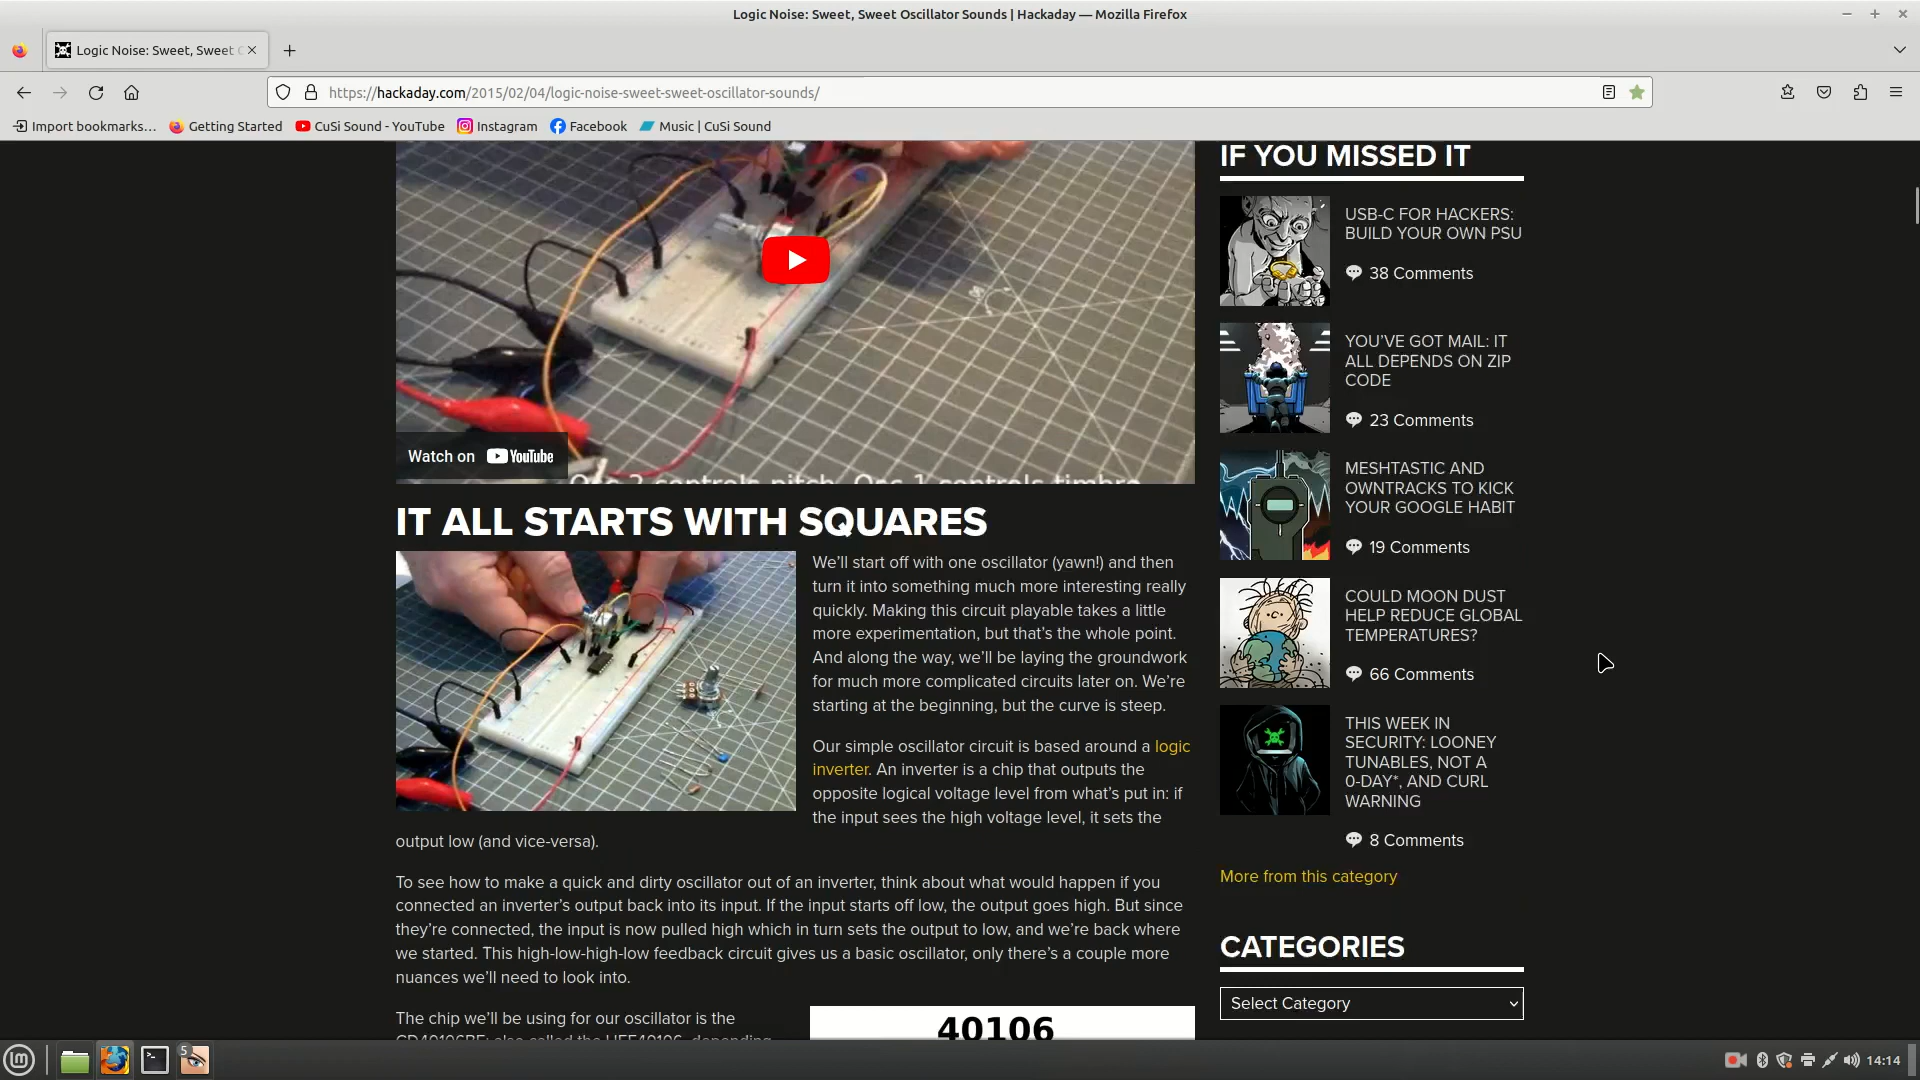 Logic Noise: Sweet, Sweet Oscillator Sounds | Hackaday — Mozilla Firefox
Logic Noise: Sweet, Sweet
https://hackaday.com/2015/02/04/logic-noise-sweet-sweet-oscillator-sounds/
Import bookmarks… Getting Started CuSi Sound - YouTube Instagram Facebook Music | CuSi Sound
Watch on YouTube
Osc 2 controls pitch, Osc 1 controls timbre
IT ALL STARTS WITH SQUARES
We’ll start off with one oscillator (yawn!) and then
turn it into something much more interesting really
quickly. Making this circuit playable takes a little
more experimentation, but that’s the whole point.
And along the way, we’ll be laying the groundwork
for much more complicated circuits later on. We’re
starting at the beginning, but the curve is steep.
Our simple oscillator circuit is based around a logic
inverter. An inverter is a chip that outputs the
opposite logical voltage level from what’s put in: if
the input sees the high voltage level, it sets the
output low (and vice-versa).
To see how to make a quick and dirty oscillator out of an inverter, think about what would happen if you
connected an inverter’s output back into its input. If the input starts off low, the output goes high. But since
they’re connected, the input is now pulled high which in turn sets the output to low, and we’re back where
we started. This high-low-high-low feedback circuit gives us a basic oscillator, only there’s a couple more
nuances we’ll need to look into.
The chip we’ll be using for our oscillator is the
CD40106BE; also called the HEF40106, depending
40106
IF YOU MISSED IT
USB-C FOR HACKERS:
BUILD YOUR OWN PSU
38 Comments
YOU’VE GOT MAIL: IT
ALL DEPENDS ON ZIP
CODE
23 Comments
MESHTASTIC AND
OWNTRACKS TO KICK
YOUR GOOGLE HABIT
19 Comments
COULD MOON DUST
HELP REDUCE GLOBAL
TEMPERATURES?
66 Comments
THIS WEEK IN
SECURITY: LOONEY
TUNABLES, NOT A
0-DAY*, AND CURL
WARNING
8 Comments
More from this category
CATEGORIES
Select Category
5
14:14